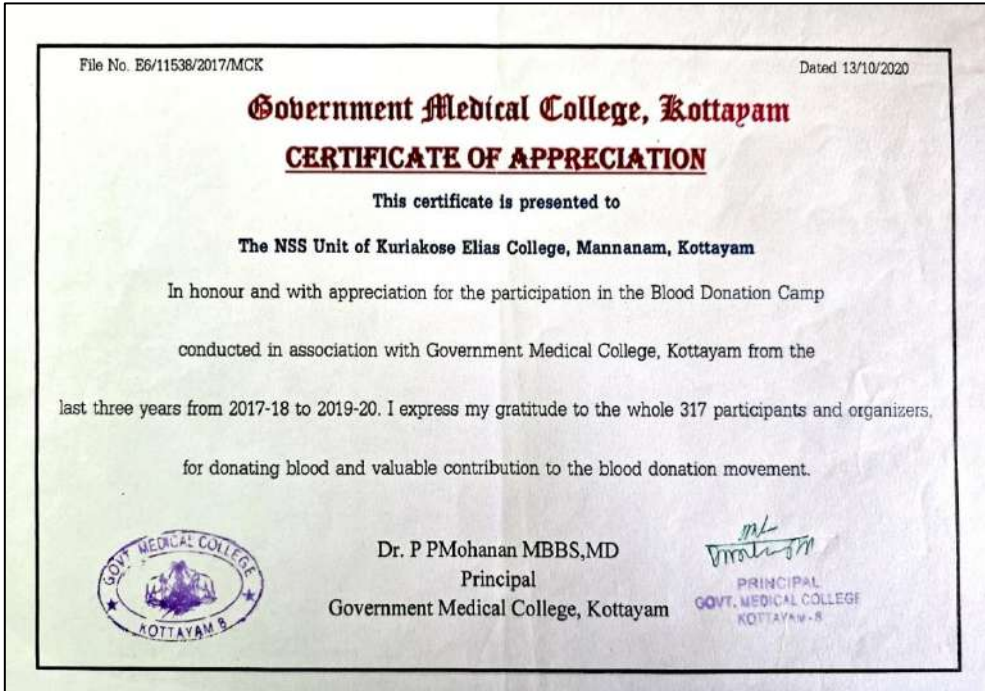 File No. E6/11538/2017/MCK
Dated 13/10/2020
Government Medical College, Kottayam
CERTIFICATE OF APPRECIATION
This certificate is presented to
The NSS Unit of Kuriakose Elias College, Mannanam, Kottayam
In honour and with appreciation for the participation in the Blood Donation Camp
conducted in association with Government Medical College, Kottayam from the
last three years from 2017-18 to 2019-20. I express my gratitude to the whole 317 participants and organizers,
for donating blood and valuable contribution to the blood donation movement.
GOVT MEDICAL COLLEGE
KOTTAYAM 8
Dr. P PMohanan MBBS,MD
Principal
Government Medical College, Kottayam
PRINCIPAL
GOVT. MEDICAL COLLEGE
KOTTAYAM-8